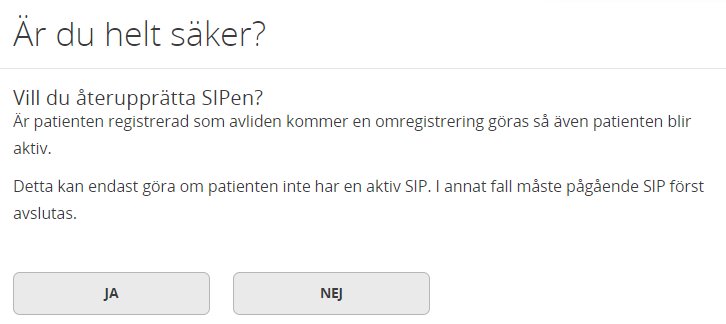 Är du helt säker?
Vill du återupprätta SIPen?
Är patienten registrerad som avliden kommer en omregistrering göras så även patienten blir
aktiv.
Detta kan endast göra om patienten inte har en aktiv SIP. I annat fall måste pågående SIP först
avslutas.
JA
NEJ